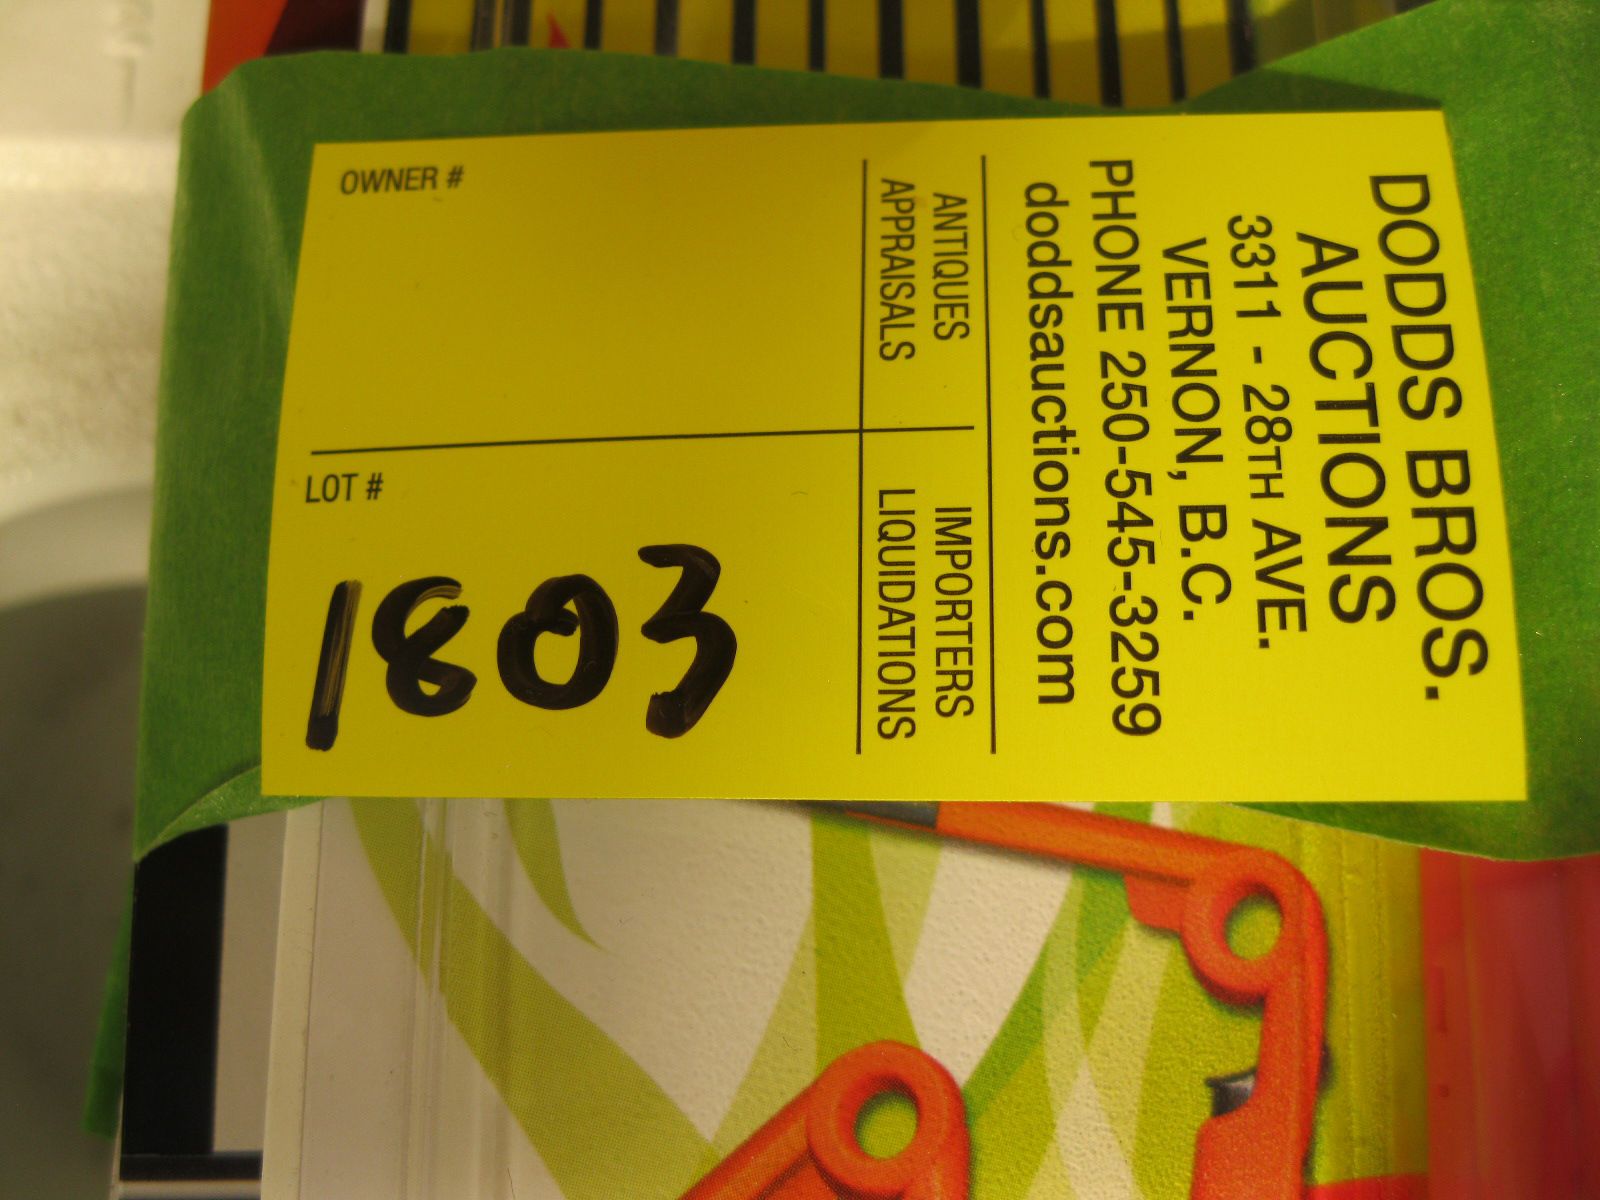 DODDS BROS.
AUCTIONS
3311 - 28TH AVE.
VERNON, B.C.
PHONE 250-545-3259
doddsauctions.com
ANTIQUES
APPRAISALS
IMPORTERS
LIQUIDATIONS
OWNER #
LOT #
1803